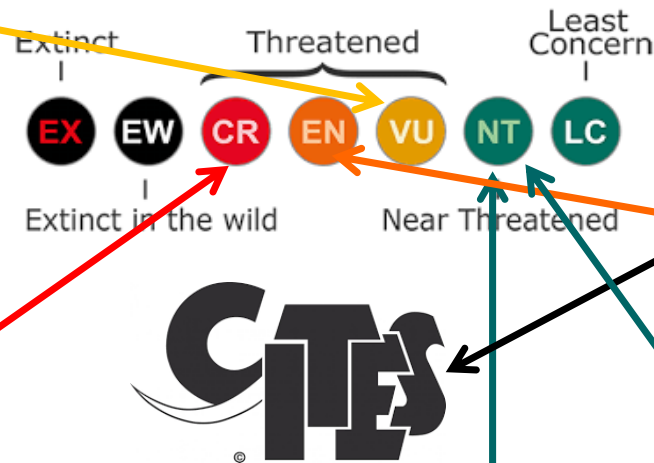 Extinct Threatened Least
Concern
EX EW CR EN VU NT LC
Extinct in the wild Near Threatened
CITES
©